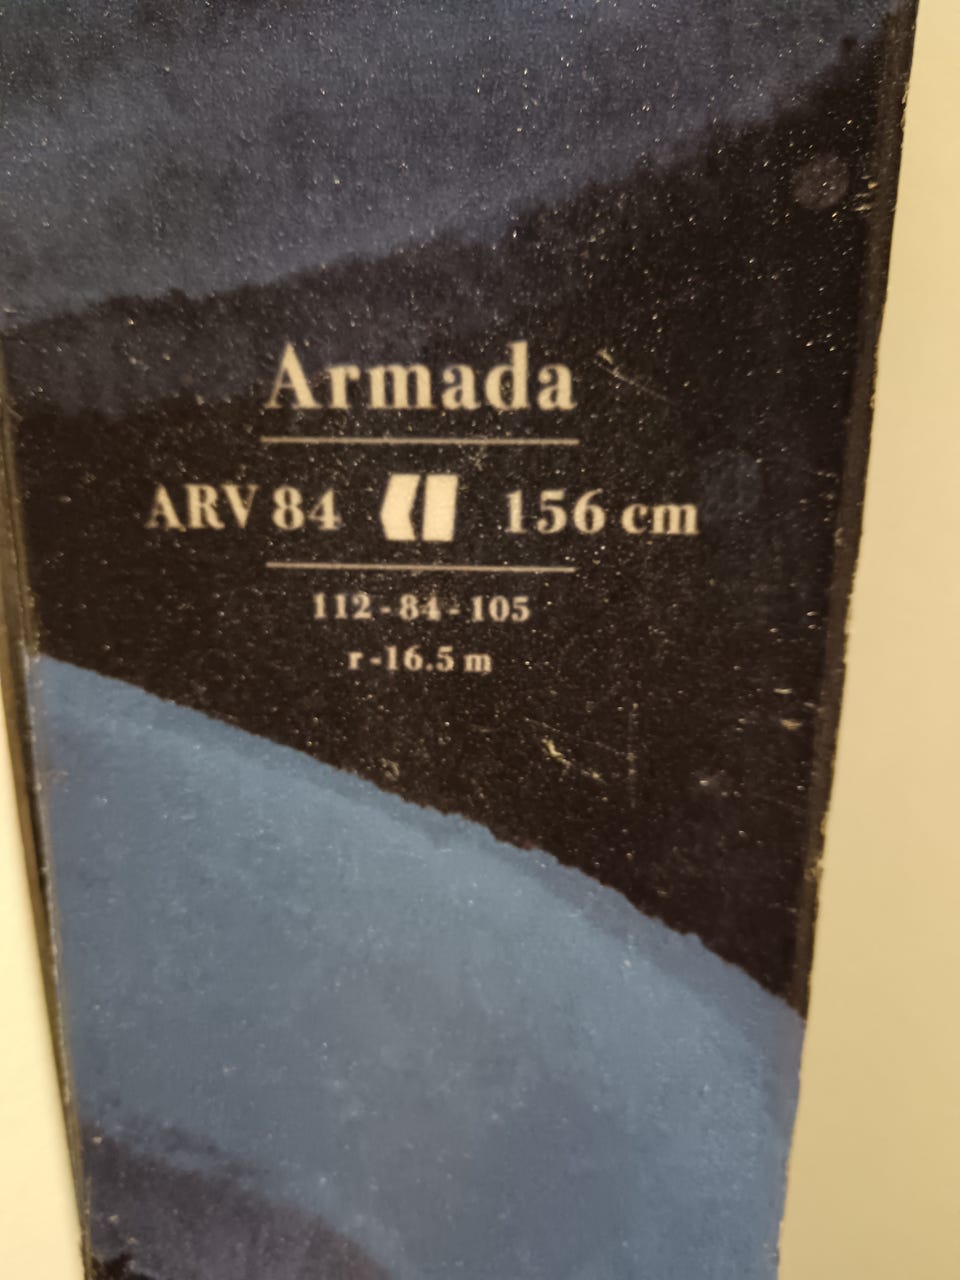 Armada
ARV 84 156 cm
112 - 84 - 105
r -16.5 m